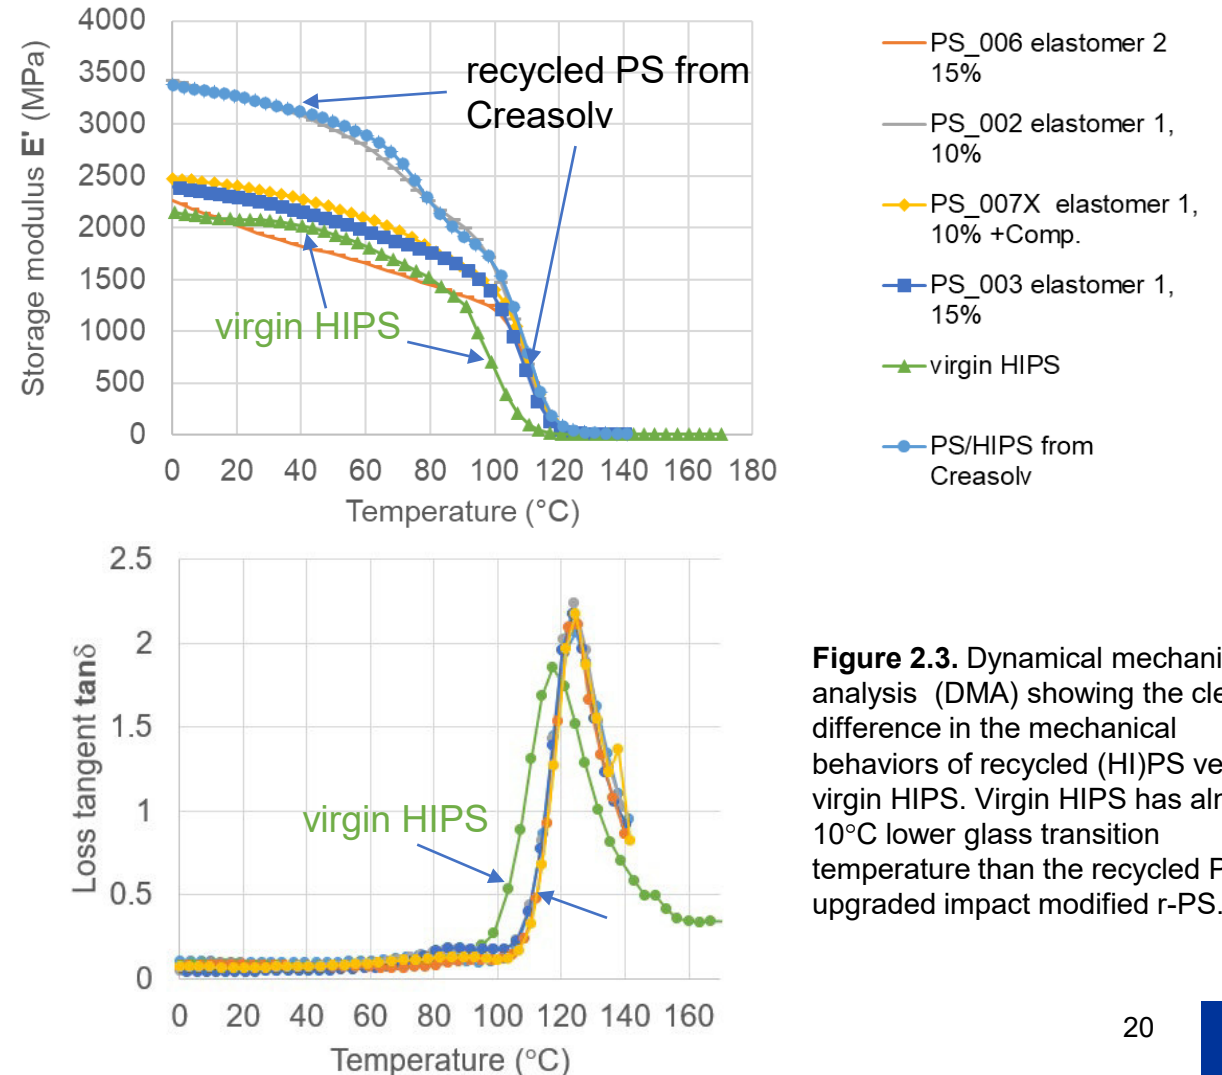 4000
3500
3000
2500
2000
1500
1000
500
0
Storage modulus E' (MPa)
0 20 40 60 80 100 120 140 160 180
Temperature (°C)
recycled PS from
Creasolv
virgin HIPS
PS_006 elastomer 2
15%
PS_002 elastomer 1,
10%
PS_007X elastomer 1,
10% +Comp.
PS_003 elastomer 1,
15%
virgin HIPS
PS/HIPS from
Creasolv
2.5
2
1.5
1
0.5
0
Loss tangent tanδ
0 20 40 60 80 100 120 140 160
Temperature (°C)
virgin HIPS
Figure 2.3. Dynamical mechani
analysis (DMA) showing the cle
difference in the mechanical
behaviors of recycled (HI)PS ve
virgin HIPS. Virgin HIPS has al
10°C lower glass transition
temperature than the recycled P
upgraded impact modified r-PS.
20